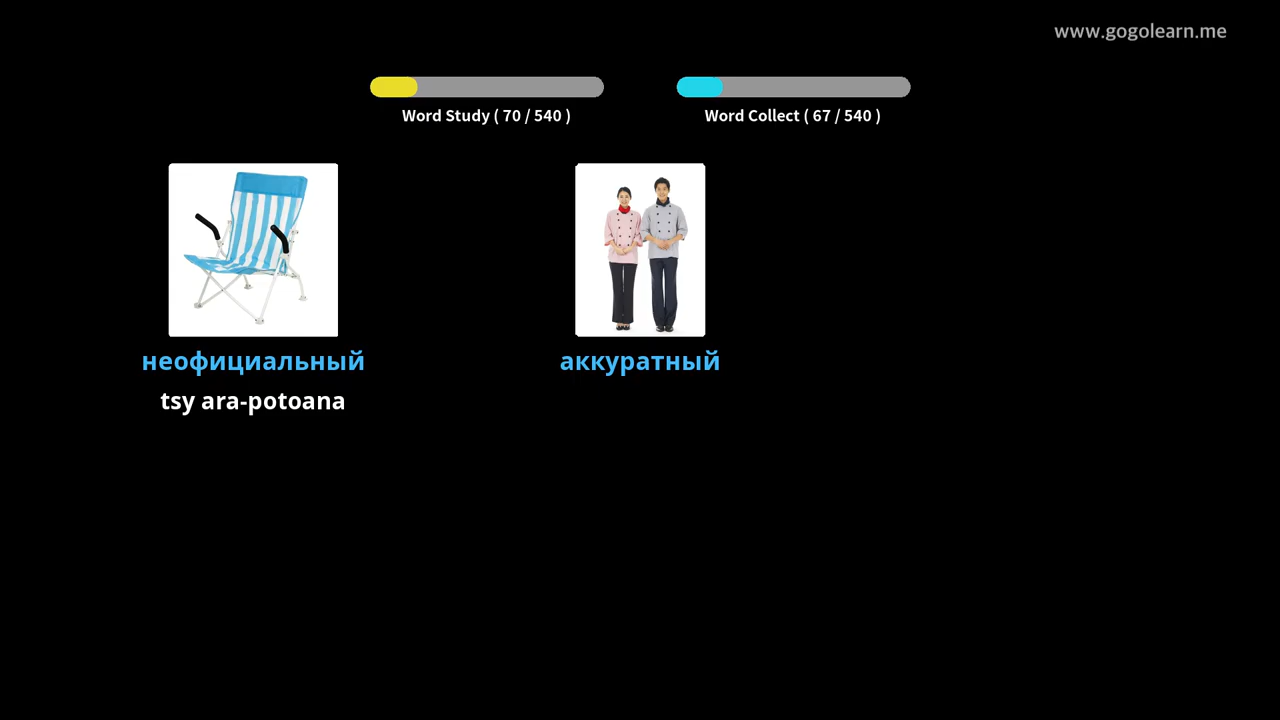 www.gogolearn.me
Word Study ( 70 / 540 )
Word Collect ( 67 / 540 )
неофициальный
tsy ara-potoana
аккуратный